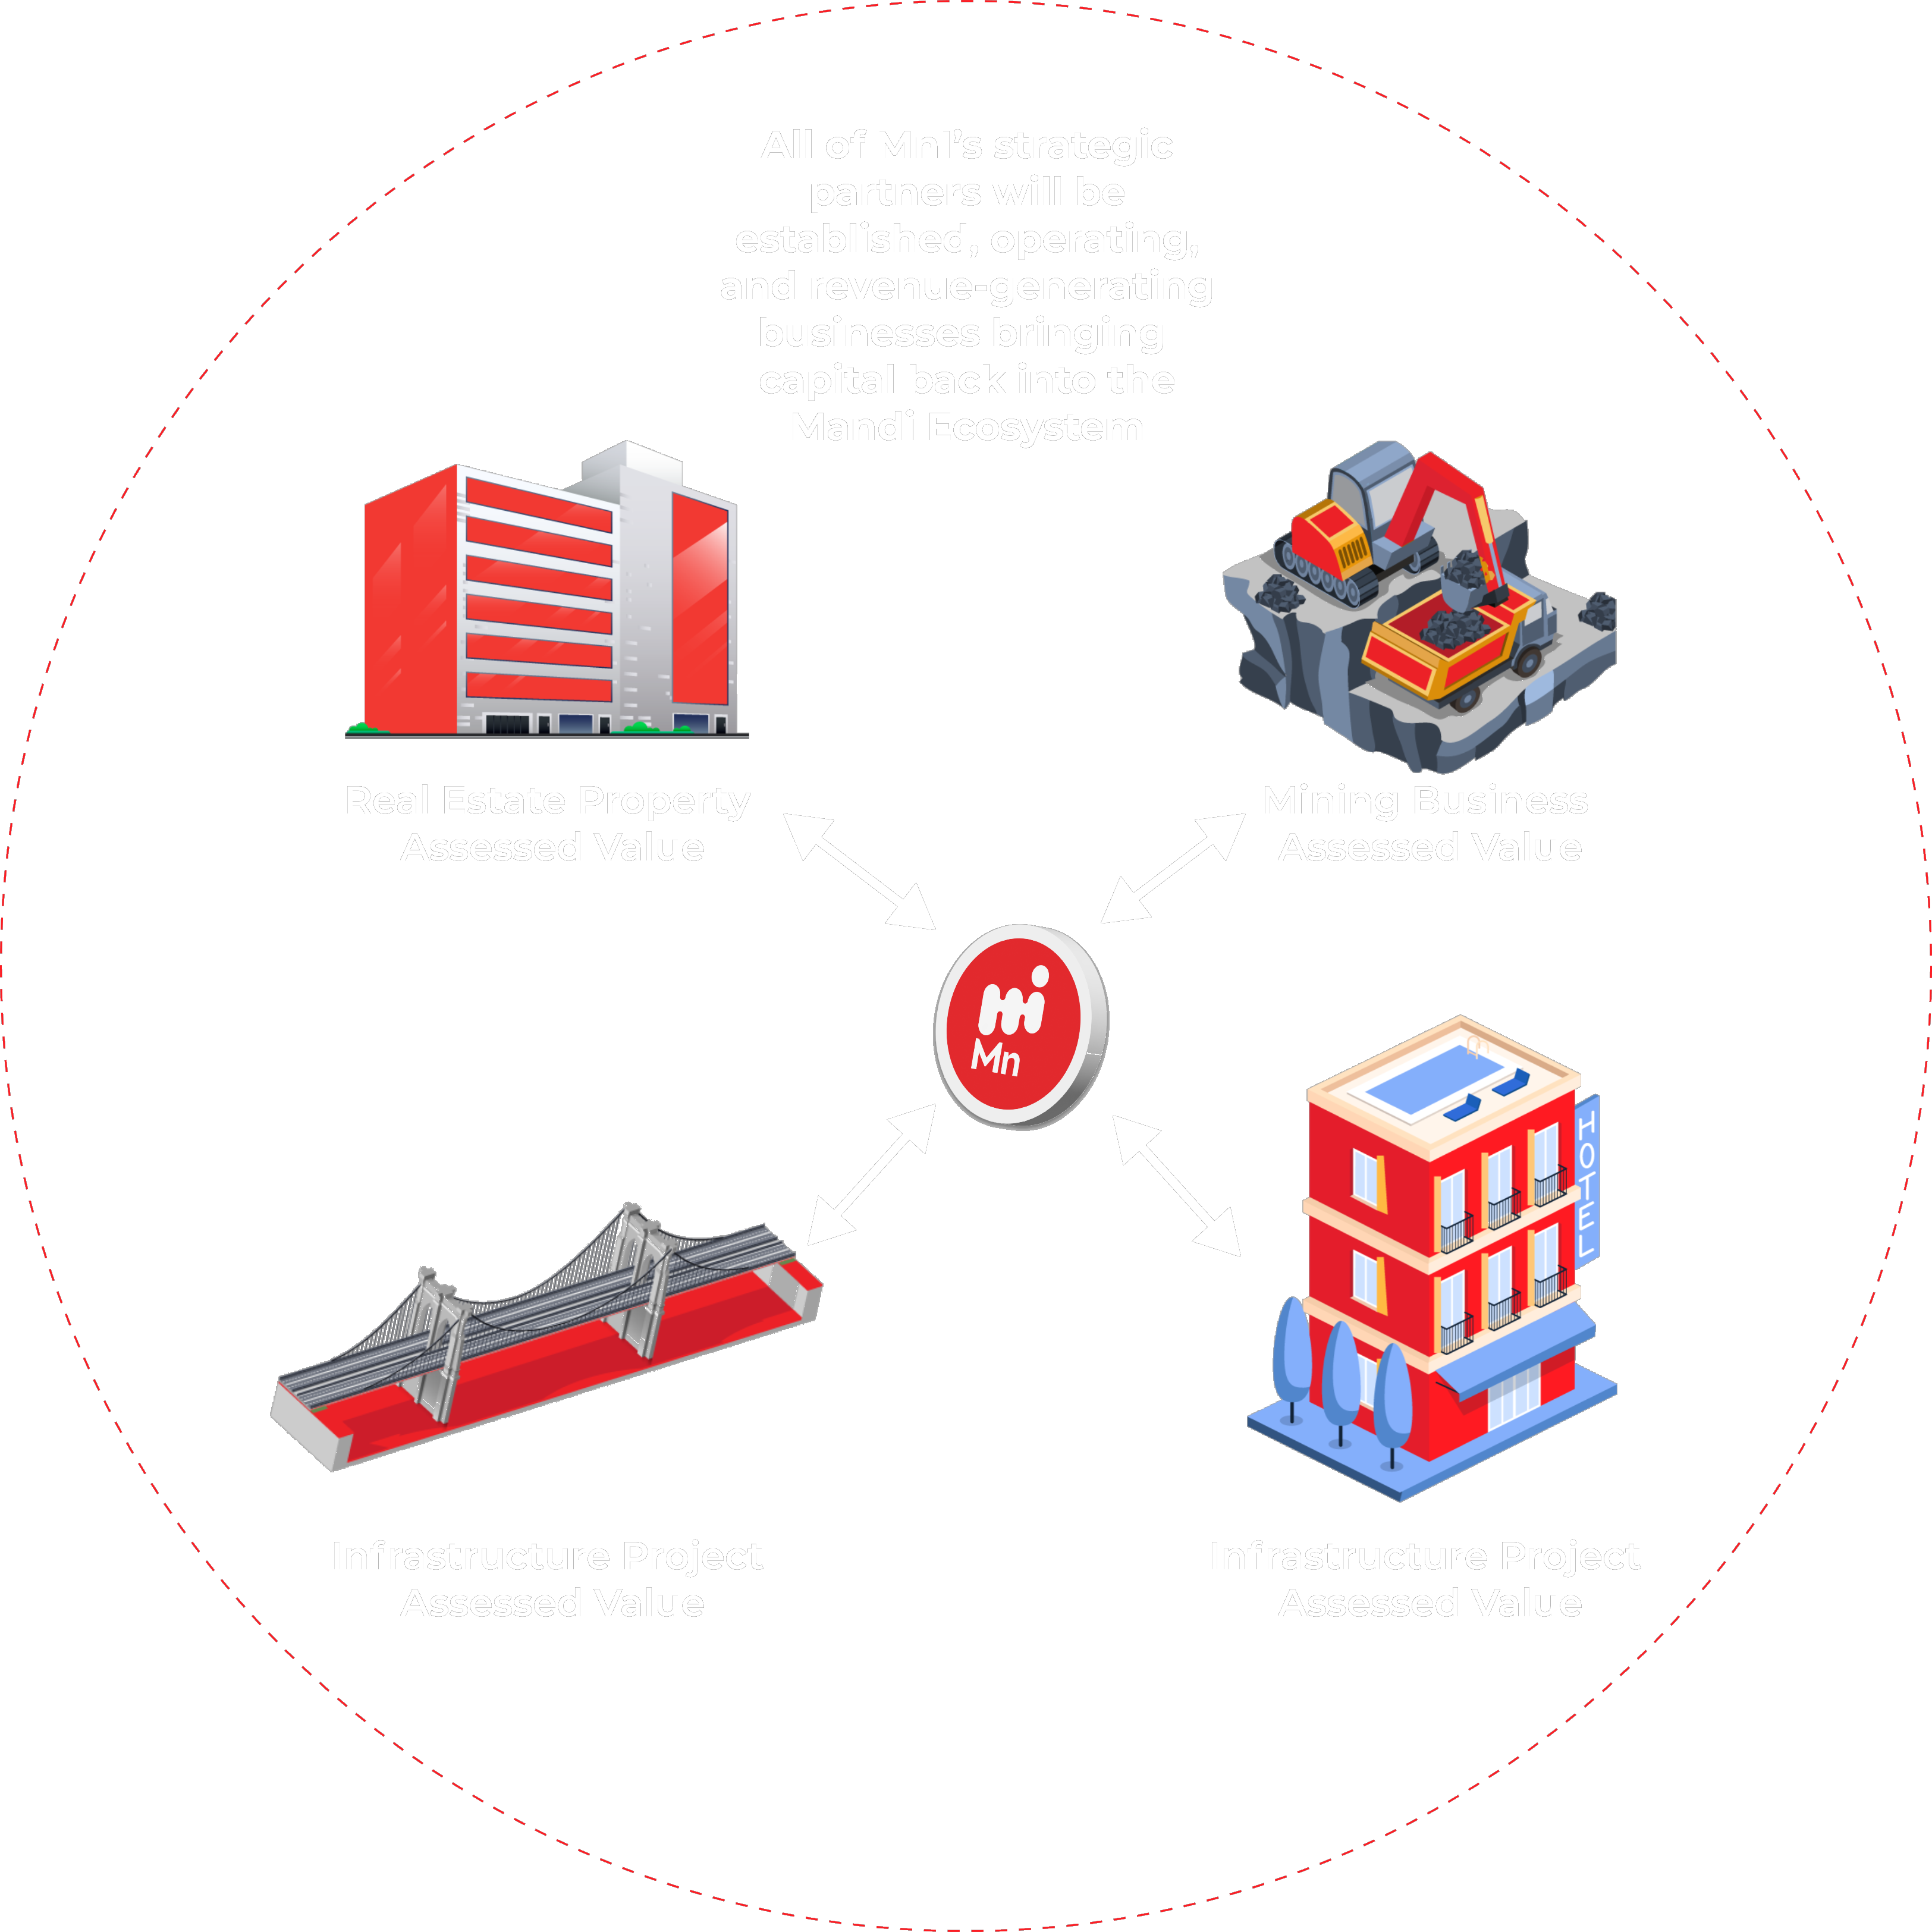 All of Mn1's strategic
partners will be
established, operating,
and revenue-generating
businesses bringing
capital back into the
Mandi Ecosystem
Real Estate Property
Assessed Value
Mining Business
Assessed Value
Mn
HOTEL
Infrastructure Project
Assessed Value
Infrastructure Project
Assessed Value